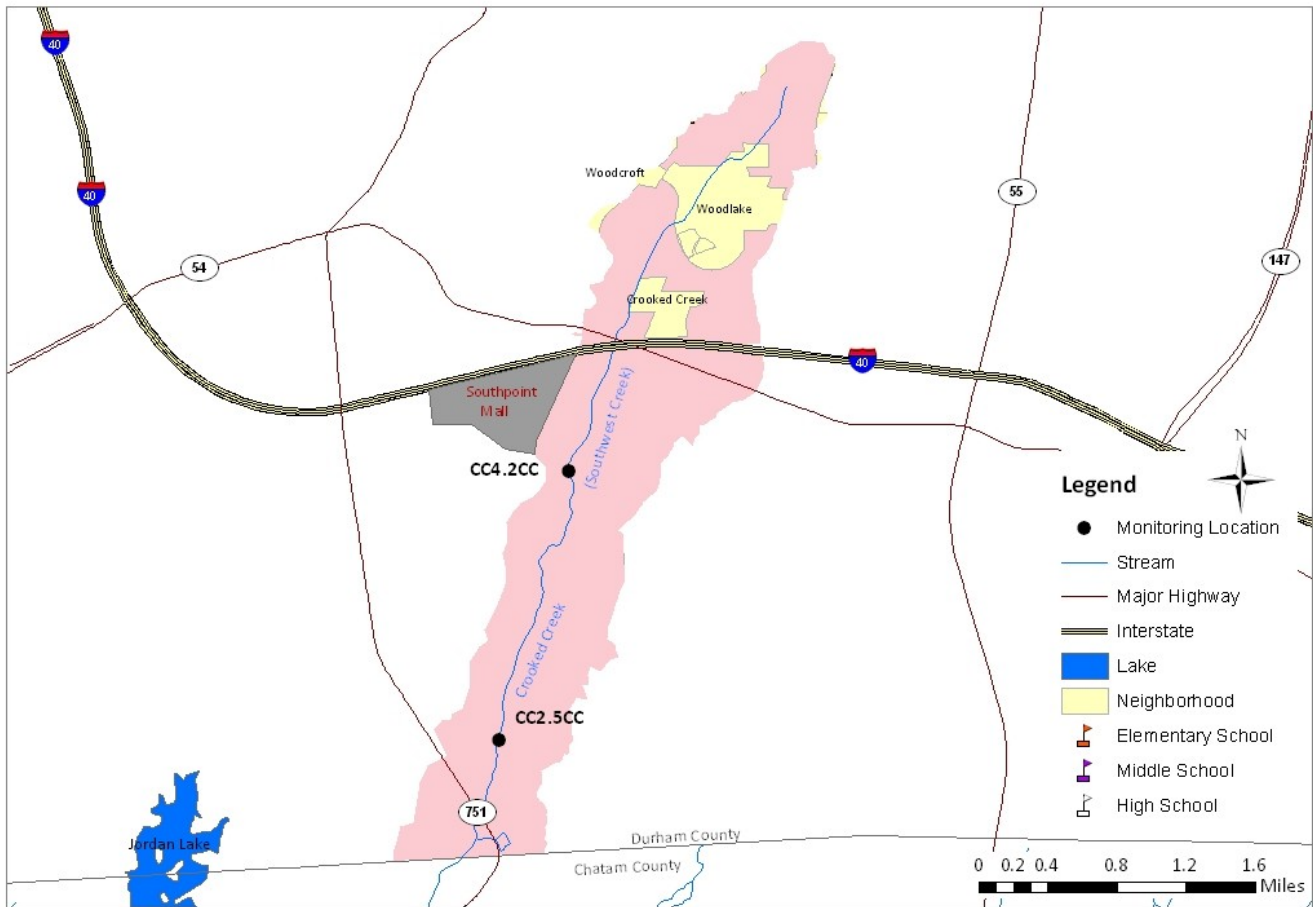 40
40
54
55
147
40
751
Woodcroft
Woodlake
Crooked Creek
Southpoint
Mall
(Southwest Creek)
CC4.2CC
Crooked Creek
CC2.5CC
Jordan Lake
Durham County
Chatam County
N
Legend
Monitoring Location
Stream
Major Highway
Interstate
Lake
Neighborhood
Elementary School
Middle School
High School
0 0.2 0.4 0.8 1.2 1.6
Miles